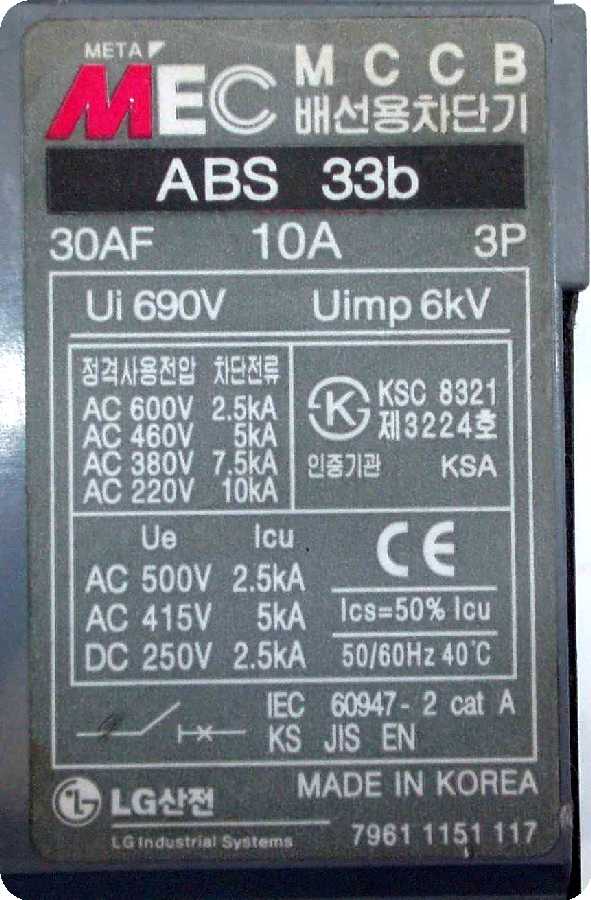 META
MEC MCCB
배선용차단기
ABS 33b
30AF 10A 3P
Ui 690V Uimp 6kV
정격사용전압 차단전류
AC 600V 2.5kA
AC 460V 5kA
AC 380V 7.5kA
AC 220V 10kA
K KSC 8321
제3224호
인증기관 KSA
Ue Icu
AC 500V 2.5kA
AC 415V 5kA
DC 250V 2.5kA
CE
Ics=50% Icu
50/60Hz 40℃
IEC 60947-2 cat A
KS JIS EN
LG산전
LG Industrial Systems
MADE IN KOREA
7961 1151 117